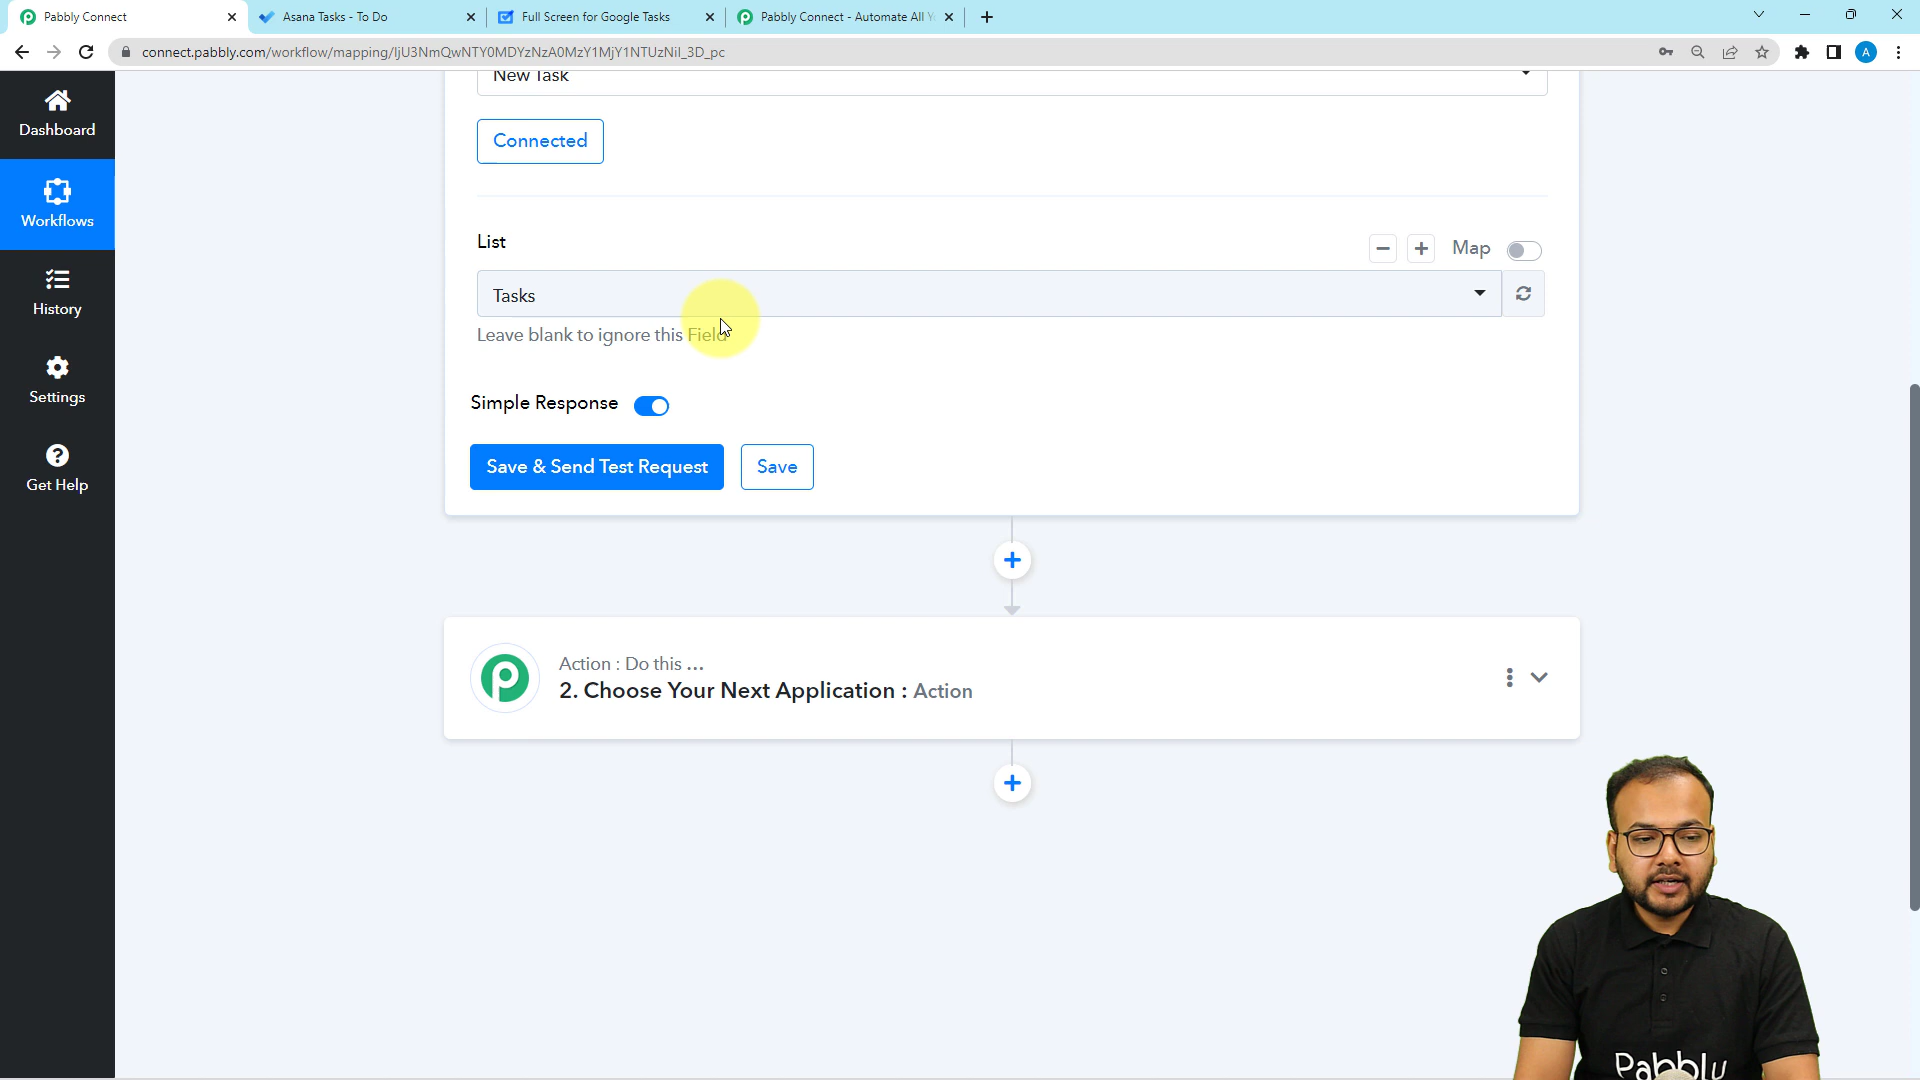 Pabbly Connect
Asana Tasks - To Do
Full Screen for Google Tasks
Pabbly Connect - Automate All
connect.pabbly.com/workflow/mapping/IjU3NmQwNTY0MDYzNzA0MzY1MjY1NTUzNiI_3D_pc
A
Dashboard
Workflows
History
Settings
Get Help
New Task
Connected
List
Map
Tasks
Leave blank to ignore this Field
Simple Response
Save & Send Test Request
Save
Action : Do this ...
2. Choose Your Next Application : Action
Pabbly